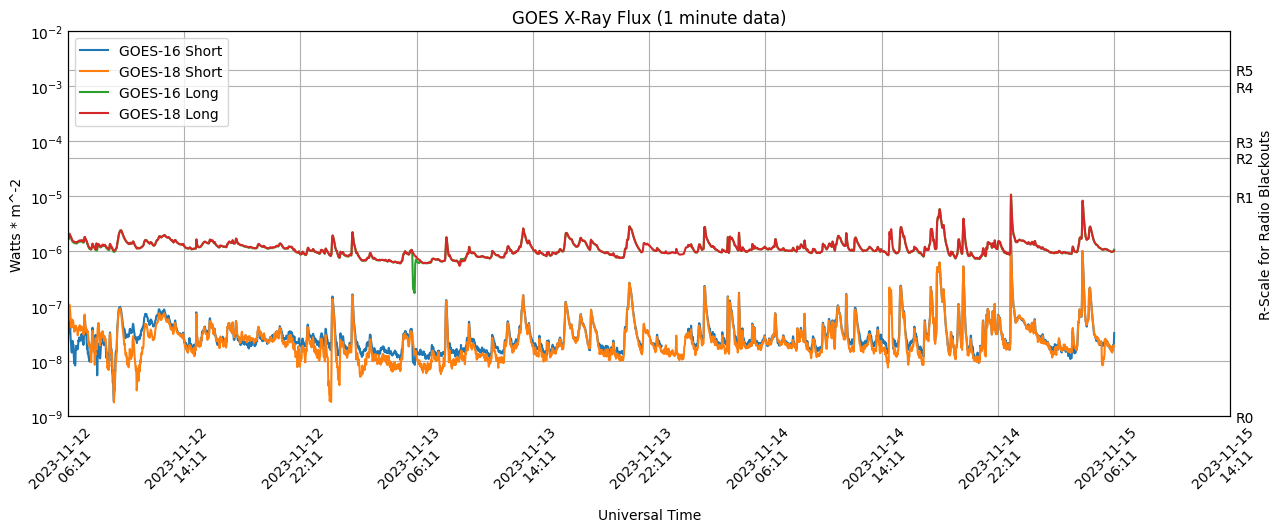 GOES X-Ray Flux (1 minute data)
GOES-16 Short
GOES-18 Short
GOES-16 Long
GOES-18 Long
Watts * m^-2
10^-2
10^-3
10^-4
10^-5
10^-6
10^-7
10^-8
10^-9
R5
R4
R3
R2
R1
R0
R-Scale for Radio Blackouts
2023-11-12
06:11
2023-11-12
14:11
2023-11-12
22:11
2023-11-13
06:11
2023-11-13
14:11
2023-11-13
22:11
2023-11-14
06:11
2023-11-14
14:11
2023-11-14
22:11
2023-11-15
06:11
2023-11-15
14:11
Universal Time